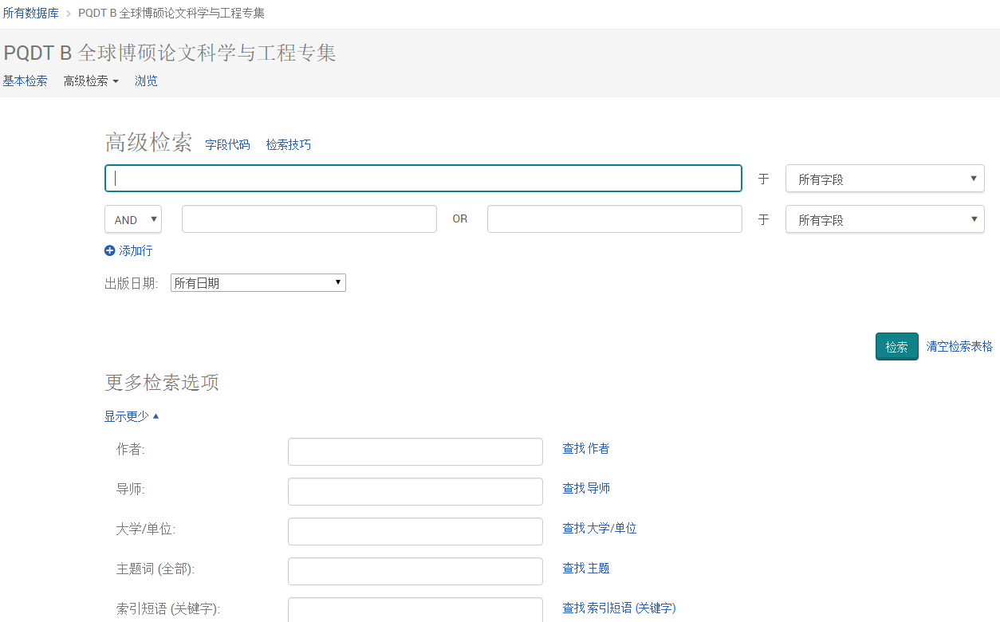 所有数据库 > PQDT B 全球博硕论文科学与工程专集
PQDT B 全球博硕论文科学与工程专集
基本检索 高级检索 浏览
高级检索 字段代码 检索技巧
于 所有字段
AND OR 于 所有字段
添加行
出版日期: 所有日期
检索 清空检索表格
更多检索选项
显示更少
作者: 查找 作者
导师: 查找 导师
大学/单位: 查找 大学/单位
主题词 (全部): 查找 主题
索引短语 (关键字): 查找 索引短语 (关键字)